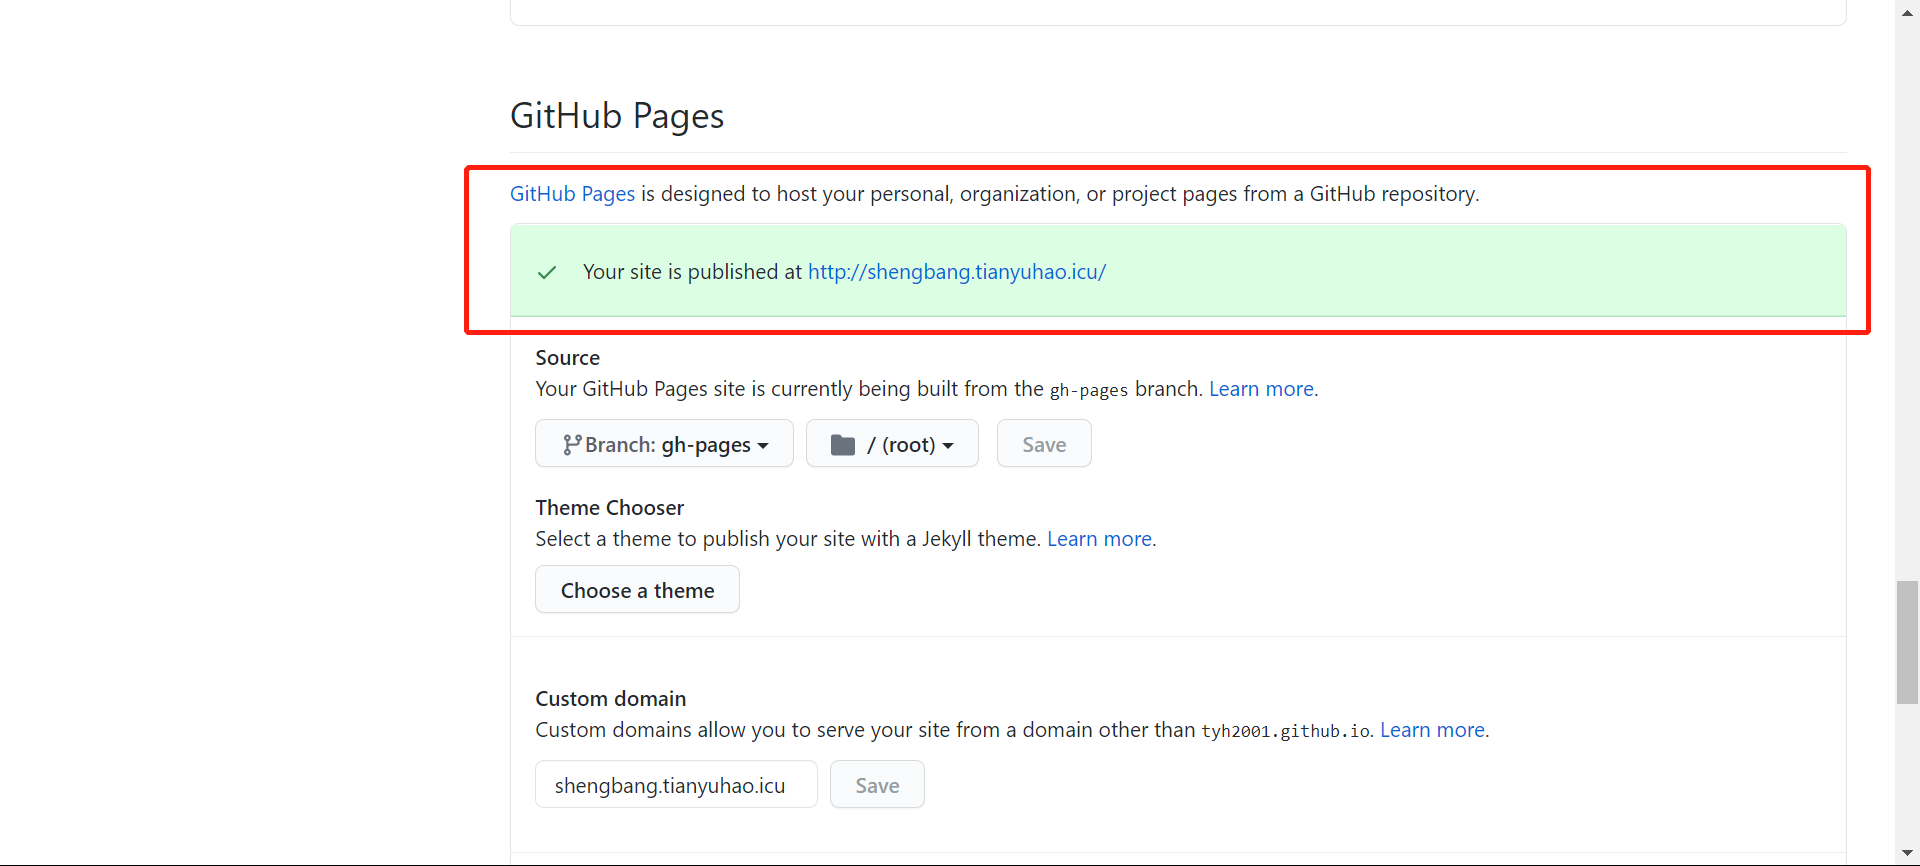 GitHub Pages
GitHub Pages is designed to host your personal, organization, or project pages from a GitHub repository.
Your site is published at http://shengbang.tianyuhao.icu/
Source
Your GitHub Pages site is currently being built from the gh-pages branch. Learn more.
Branch: gh-pages / (root) Save
Theme Chooser
Select a theme to publish your site with a Jekyll theme. Learn more.
Choose a theme
Custom domain
Custom domains allow you to serve your site from a domain other than tyh2001.github.io. Learn more.
shengbang.tianyuhao.icu Save